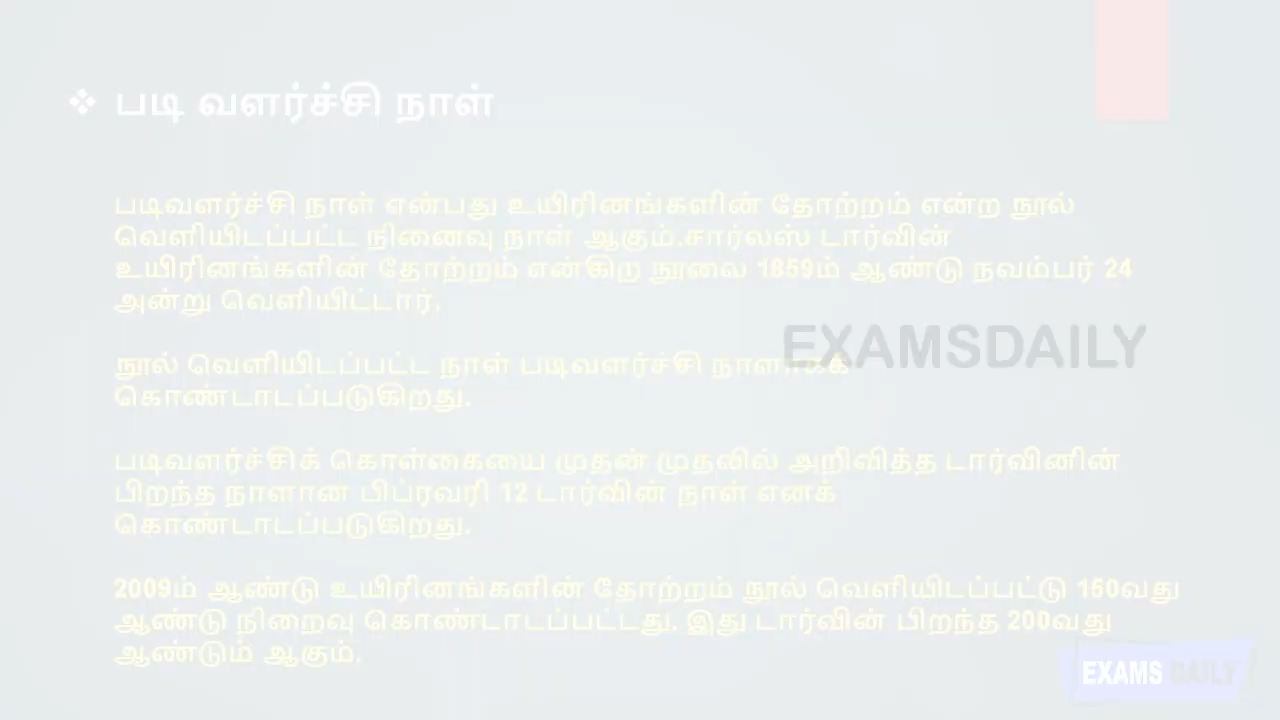 ❖ படி வளர்ச்சி நாள்
படிவளர்ச்சி நாள் என்பது உயிரினங்களின் தோற்றம் என்ற நூல்
வெளியிடப்பட்ட நினைவு நாள் ஆகும்.சார்லஸ் டார்வின்
உயிரினங்களின் தோற்றம் என்கிற நூலை 1859ம் ஆண்டு நவம்பர் 24
அன்று வெளியிட்டார்.
நூல் வெளியிடப்பட்ட நாள் படிவளர்ச்சி நாளாகக்
கொண்டாடப்படுகிறது.
EXAMSDAILY
படிவளர்ச்சிக் கொள்கையை முதன் முதலில் அறிவித்த டார்வினின்
பிறந்த நாளான பிப்ரவரி 12 டார்வின் நாள் எனக்
கொண்டாடப்படுகிறது.
2009ம் ஆண்டு உயிரினங்களின் தோற்றம் நூல் வெளியிடப்பட்டு 150வது
ஆண்டு நிறைவு கொண்டாடப்பட்டது. இது டார்வின் பிறந்த 200வது
ஆண்டும் ஆகும்.
EXAMS DAILY